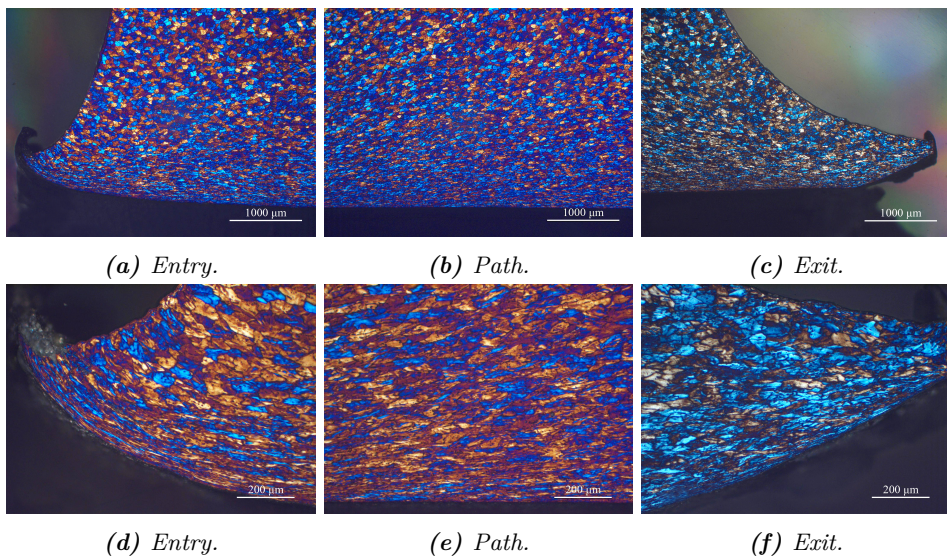 1000 μm
1000 μm
1000 μm
(a) Entry.
(b) Path.
(c) Exit.
200 μm
200 μm
200 μm
(d) Entry.
(e) Path.
(f) Exit.